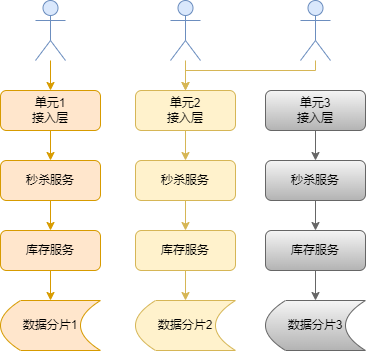 单元1
接入层
单元2
接入层
单元3
接入层
秒杀服务
秒杀服务
秒杀服务
库存服务
库存服务
库存服务
数据分片1
数据分片2
数据分片3